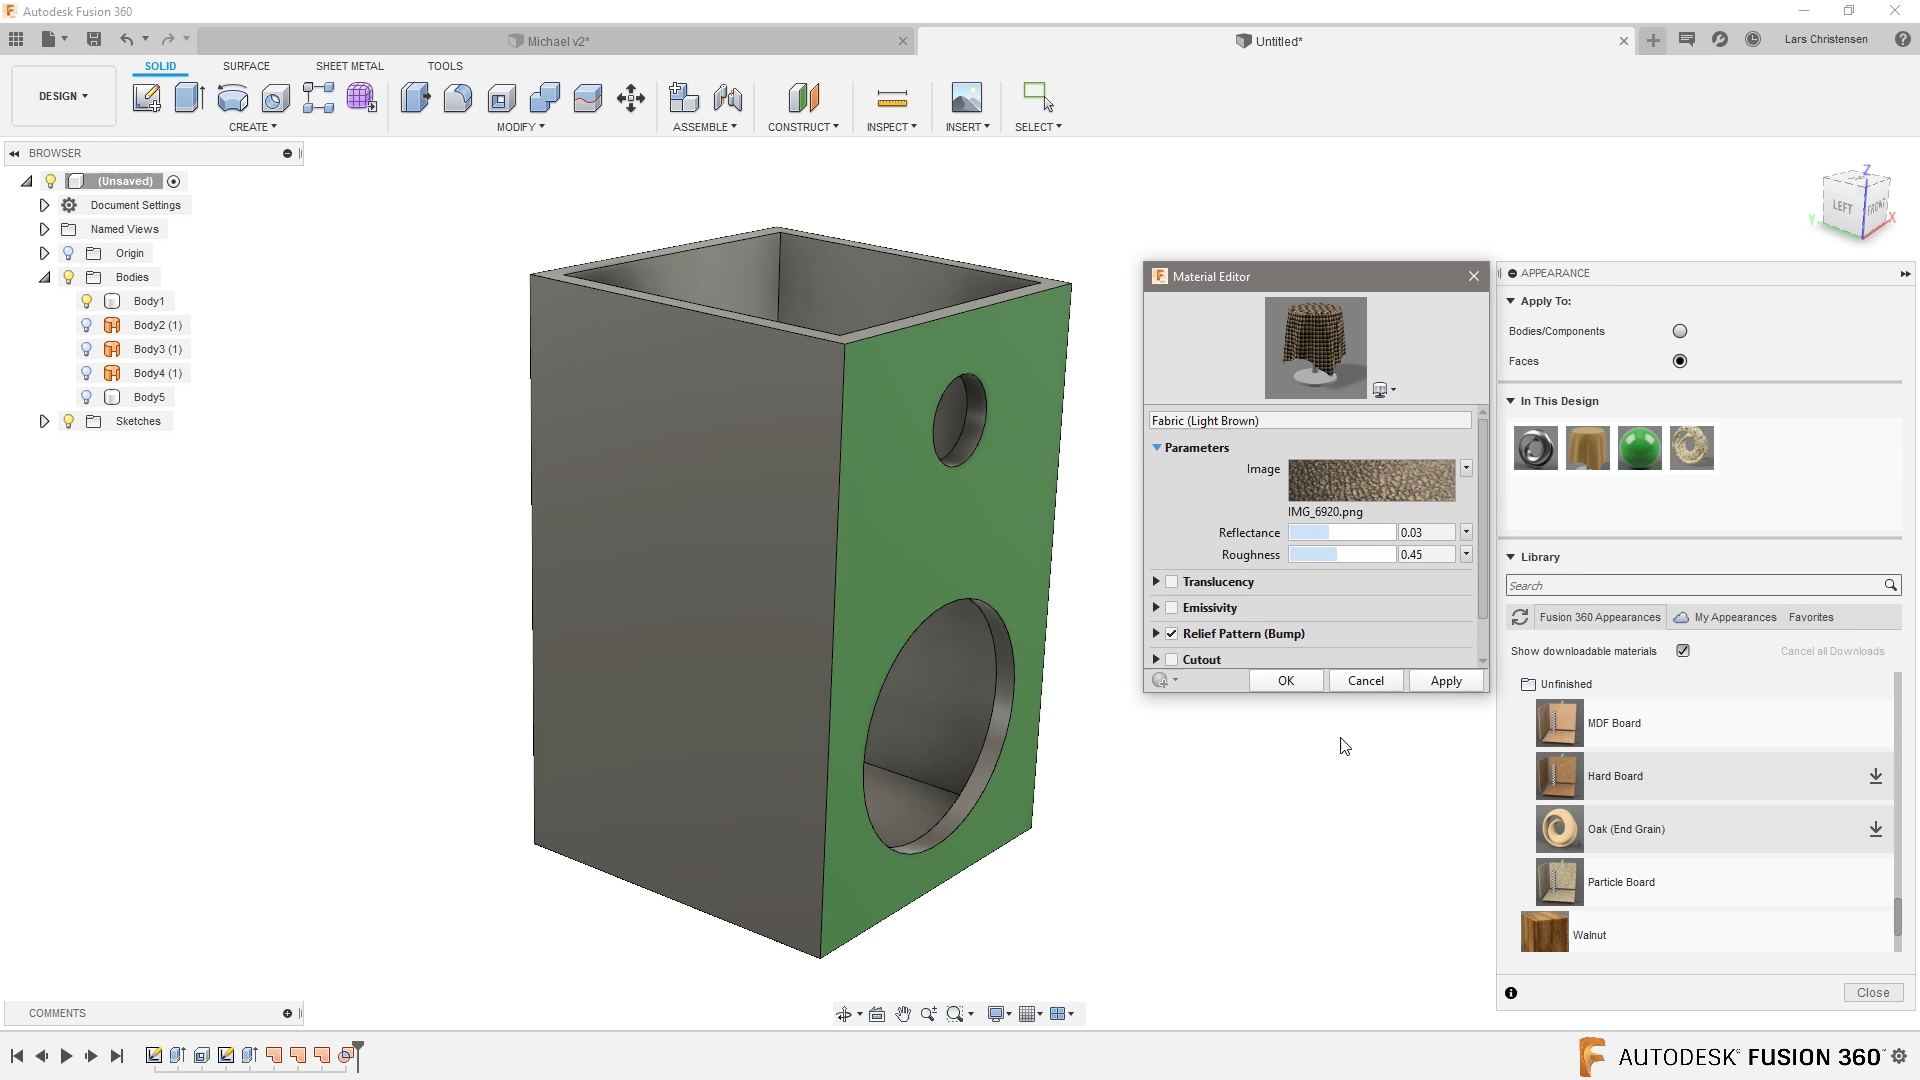 Autodesk Fusion 360
Michael v2*
Untitled*
Lars Christensen
SOLID
SURFACE
SHEET METAL
TOOLS
DESIGN
CREATE
MODIFY
ASSEMBLE
CONSTRUCT
INSPECT
INSERT
SELECT
BROWSER
(Unsaved)
Document Settings
Named Views
Origin
Bodies
Body1
Body2 (1)
Body3 (1)
Body4 (1)
Body5
Sketches
Z
LEFT
FRONT
Y
X
Material Editor
Fabric (Light Brown)
Parameters
Image
IMG_6920.png
Reflectance 0.03
Roughness 0.45
Translucency
Emissivity
Relief Pattern (Bump)
Cutout
OK
Cancel
Apply
APPEARANCE
Apply To:
Bodies/Components
Faces
In This Design
Library
Search
Fusion 360 Appearances
My Appearances
Favorites
Show downloadable materials
Cancel all Downloads
Unfinished
MDF Board
Hard Board
Oak (End Grain)
Particle Board
Walnut
Close
COMMENTS
AUTODESK® FUSION 360™